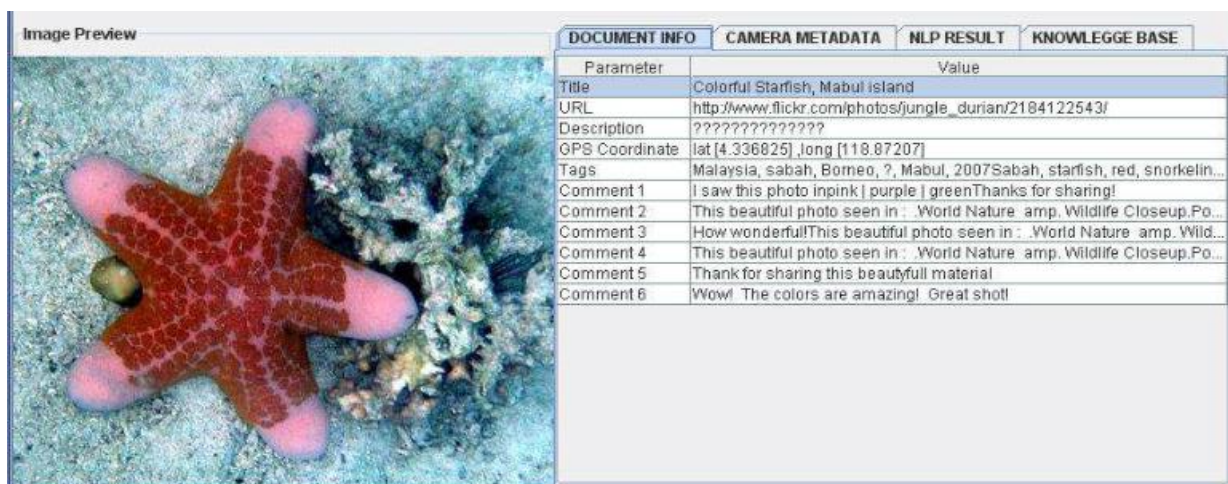 Image Preview
DOCUMENT INFO CAMERA METADATA NLP RESULT KNOWLEGGE BASE
Parameter Value
Title Colorful Starfish, Mabul island
URL http://www.flickr.com/photos/jungle_durian/2184122543/
Description ??????????????
GPS Coordinate lat [4.336825] ,long [118.87207]
Tags Malaysia, sabah, Borneo, ?, Mabul, 2007Sabah, starfish, red, snorkelin...
Comment 1 I saw this photo inpink | purple | greenThanks for sharing!
Comment 2 This beautiful photo seen in : .World Nature amp. Wildlife Closeup.Po...
Comment 3 How wonderful!This beautiful photo seen in : .World Nature amp. Wild...
Comment 4 This beautiful photo seen in : .World Nature amp. Wildlife Closeup.Po...
Comment 5 Thank for sharing this beautyfull material
Comment 6 Wow! The colors are amazing! Great shot!